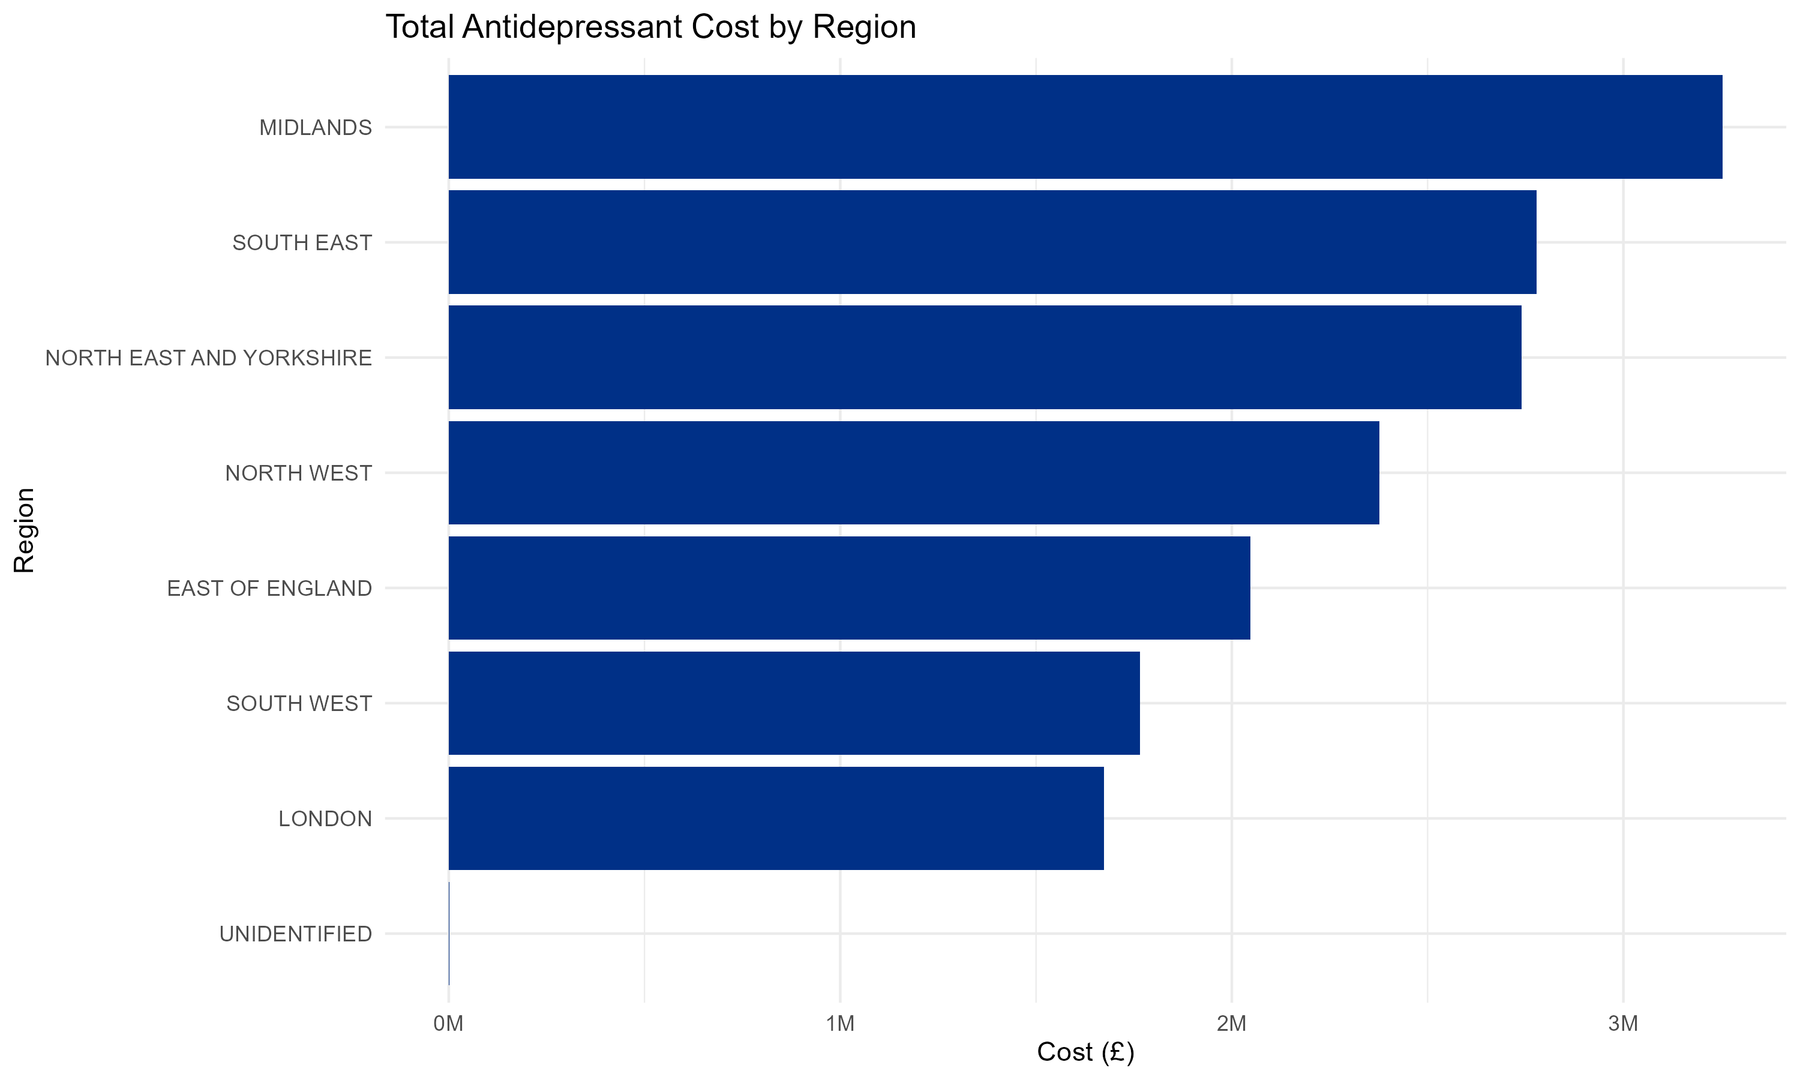 Total Antidepressant Cost by Region
MIDLANDS
SOUTH EAST
NORTH EAST AND YORKSHIRE
NORTH WEST
EAST OF ENGLAND
SOUTH WEST
LONDON
UNIDENTIFIED
Region
0M 1M 2M 3M
Cost (£)